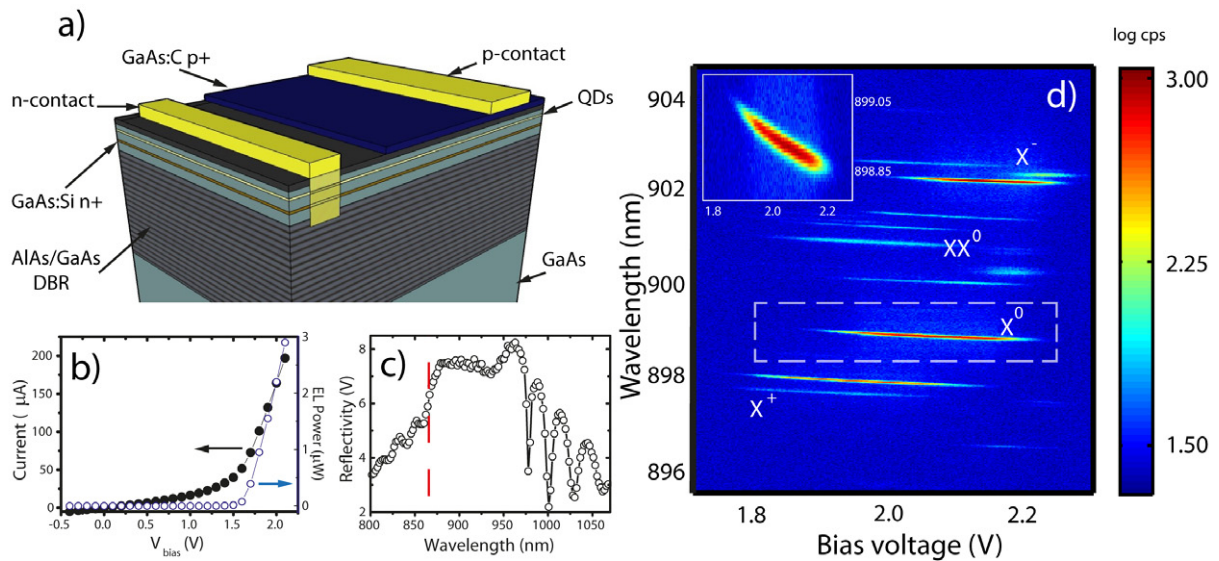 a)
GaAs:C p+
p-contact
n-contact
QDs
GaAs:Si n+
AlAs/GaAs
DBR
GaAs
b)
Current ( μA)
200
150
100
50
25
0
-0.5
0.0
0.5
1.0
1.5
2.0
V bias (V)
3
2
1
0
EL Power (μW)
c)
Reflectivity (V)
8
6
4
2
800
850
900
950
1000
1050
Wavelength (nm)
d)
log cps
3.00
2.25
1.50
Wavelength (nm)
904
902
900
898
896
1.8
2.0
2.2
Bias voltage (V)
899.05
898.85
1.8
2.0
2.2
X-
XX0
X0
X+